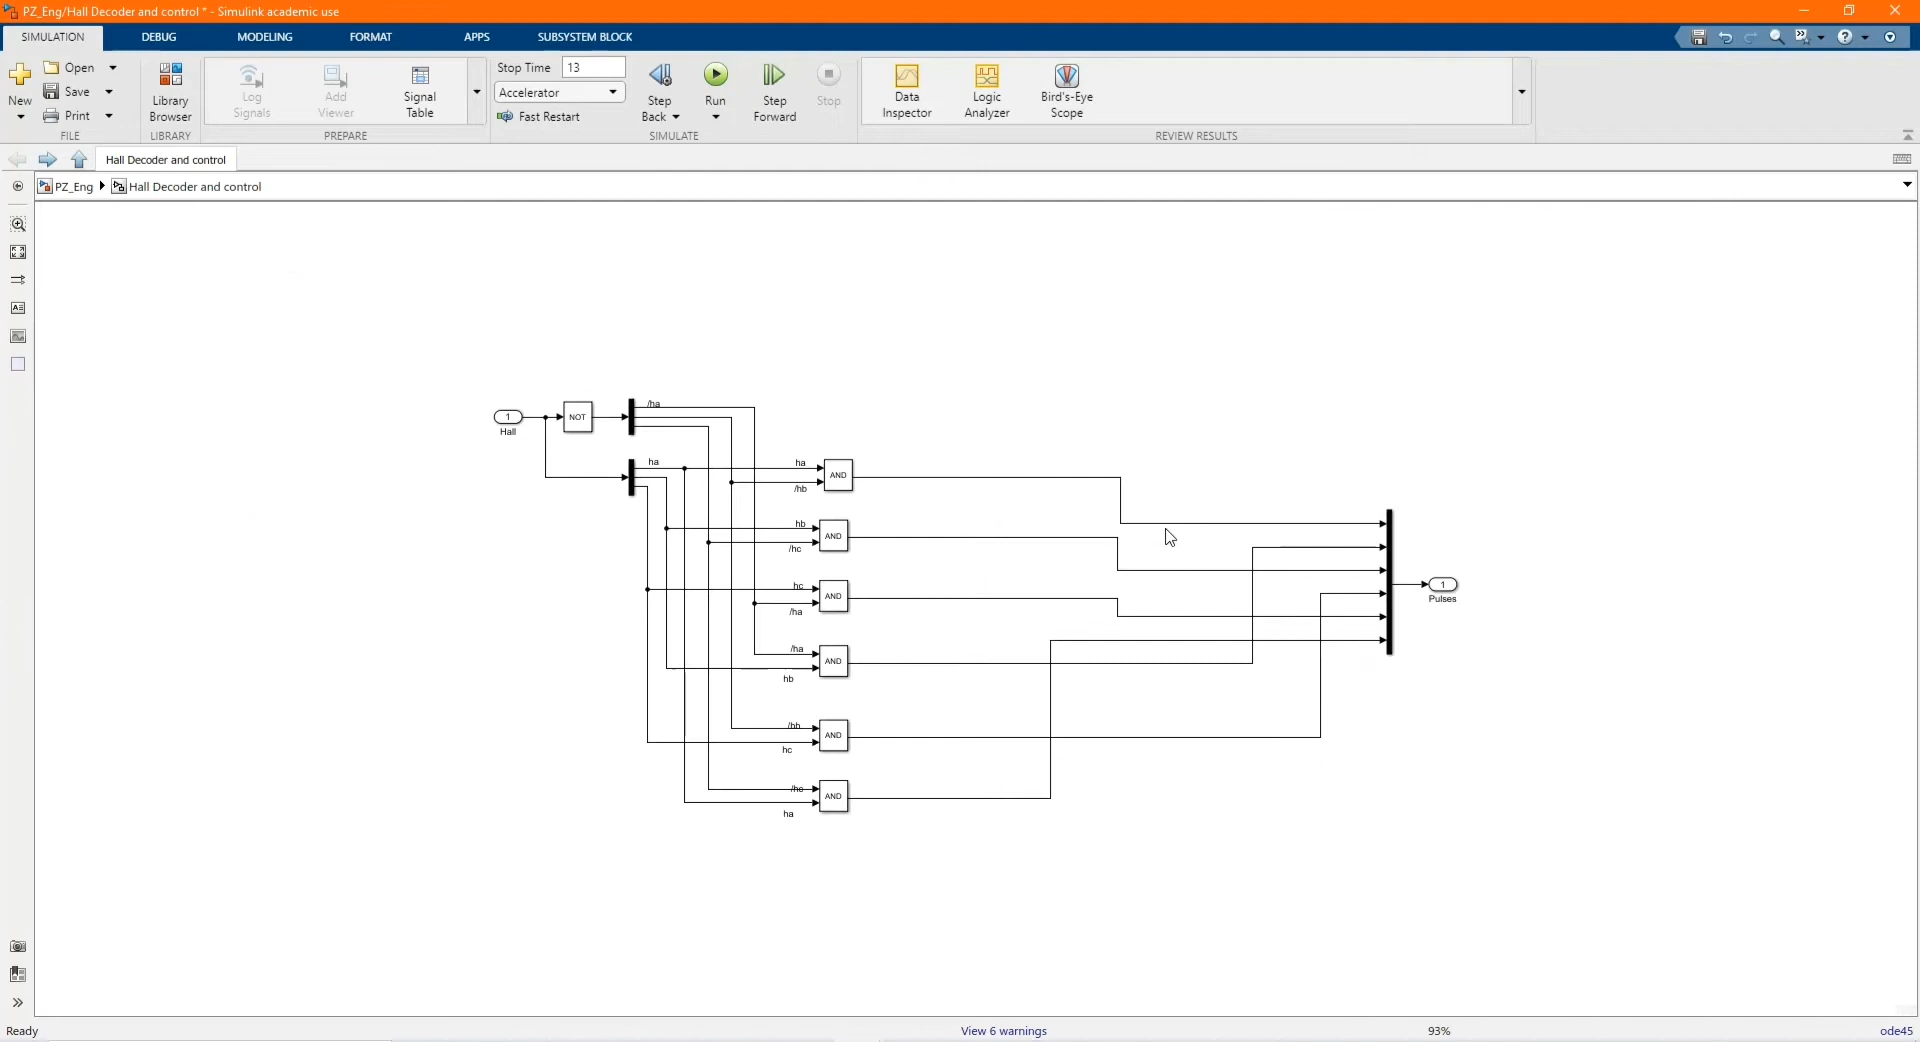 PZ_Eng/Hall Decoder and control * - Simulink academic use
SIMULATION DEBUG MODELING FORMAT APPS SUBSYSTEM BLOCK
New
Open
Save
Print
FILE
Library
Browser
LIBRARY
Log
Signals
Add
Viewer
Signal
Table
PREPARE
Stop Time 13
Accelerator
Fast Restart
Step
Back
Run
Step
Forward
Stop
SIMULATE
Data
Inspector
Logic
Analyzer
Bird's-Eye
Scope
REVIEW RESULTS
Hall Decoder and control
PZ_Eng Hall Decoder and control
1
Hall
NOT
/ha
ha
ha
/hb
AND
hb
/hc
AND
hc
/ha
AND
/ha
hb
AND
/hb
hc
AND
/hc
ha
AND
1
Pulses
Ready
View 6 warnings
93%
ode45